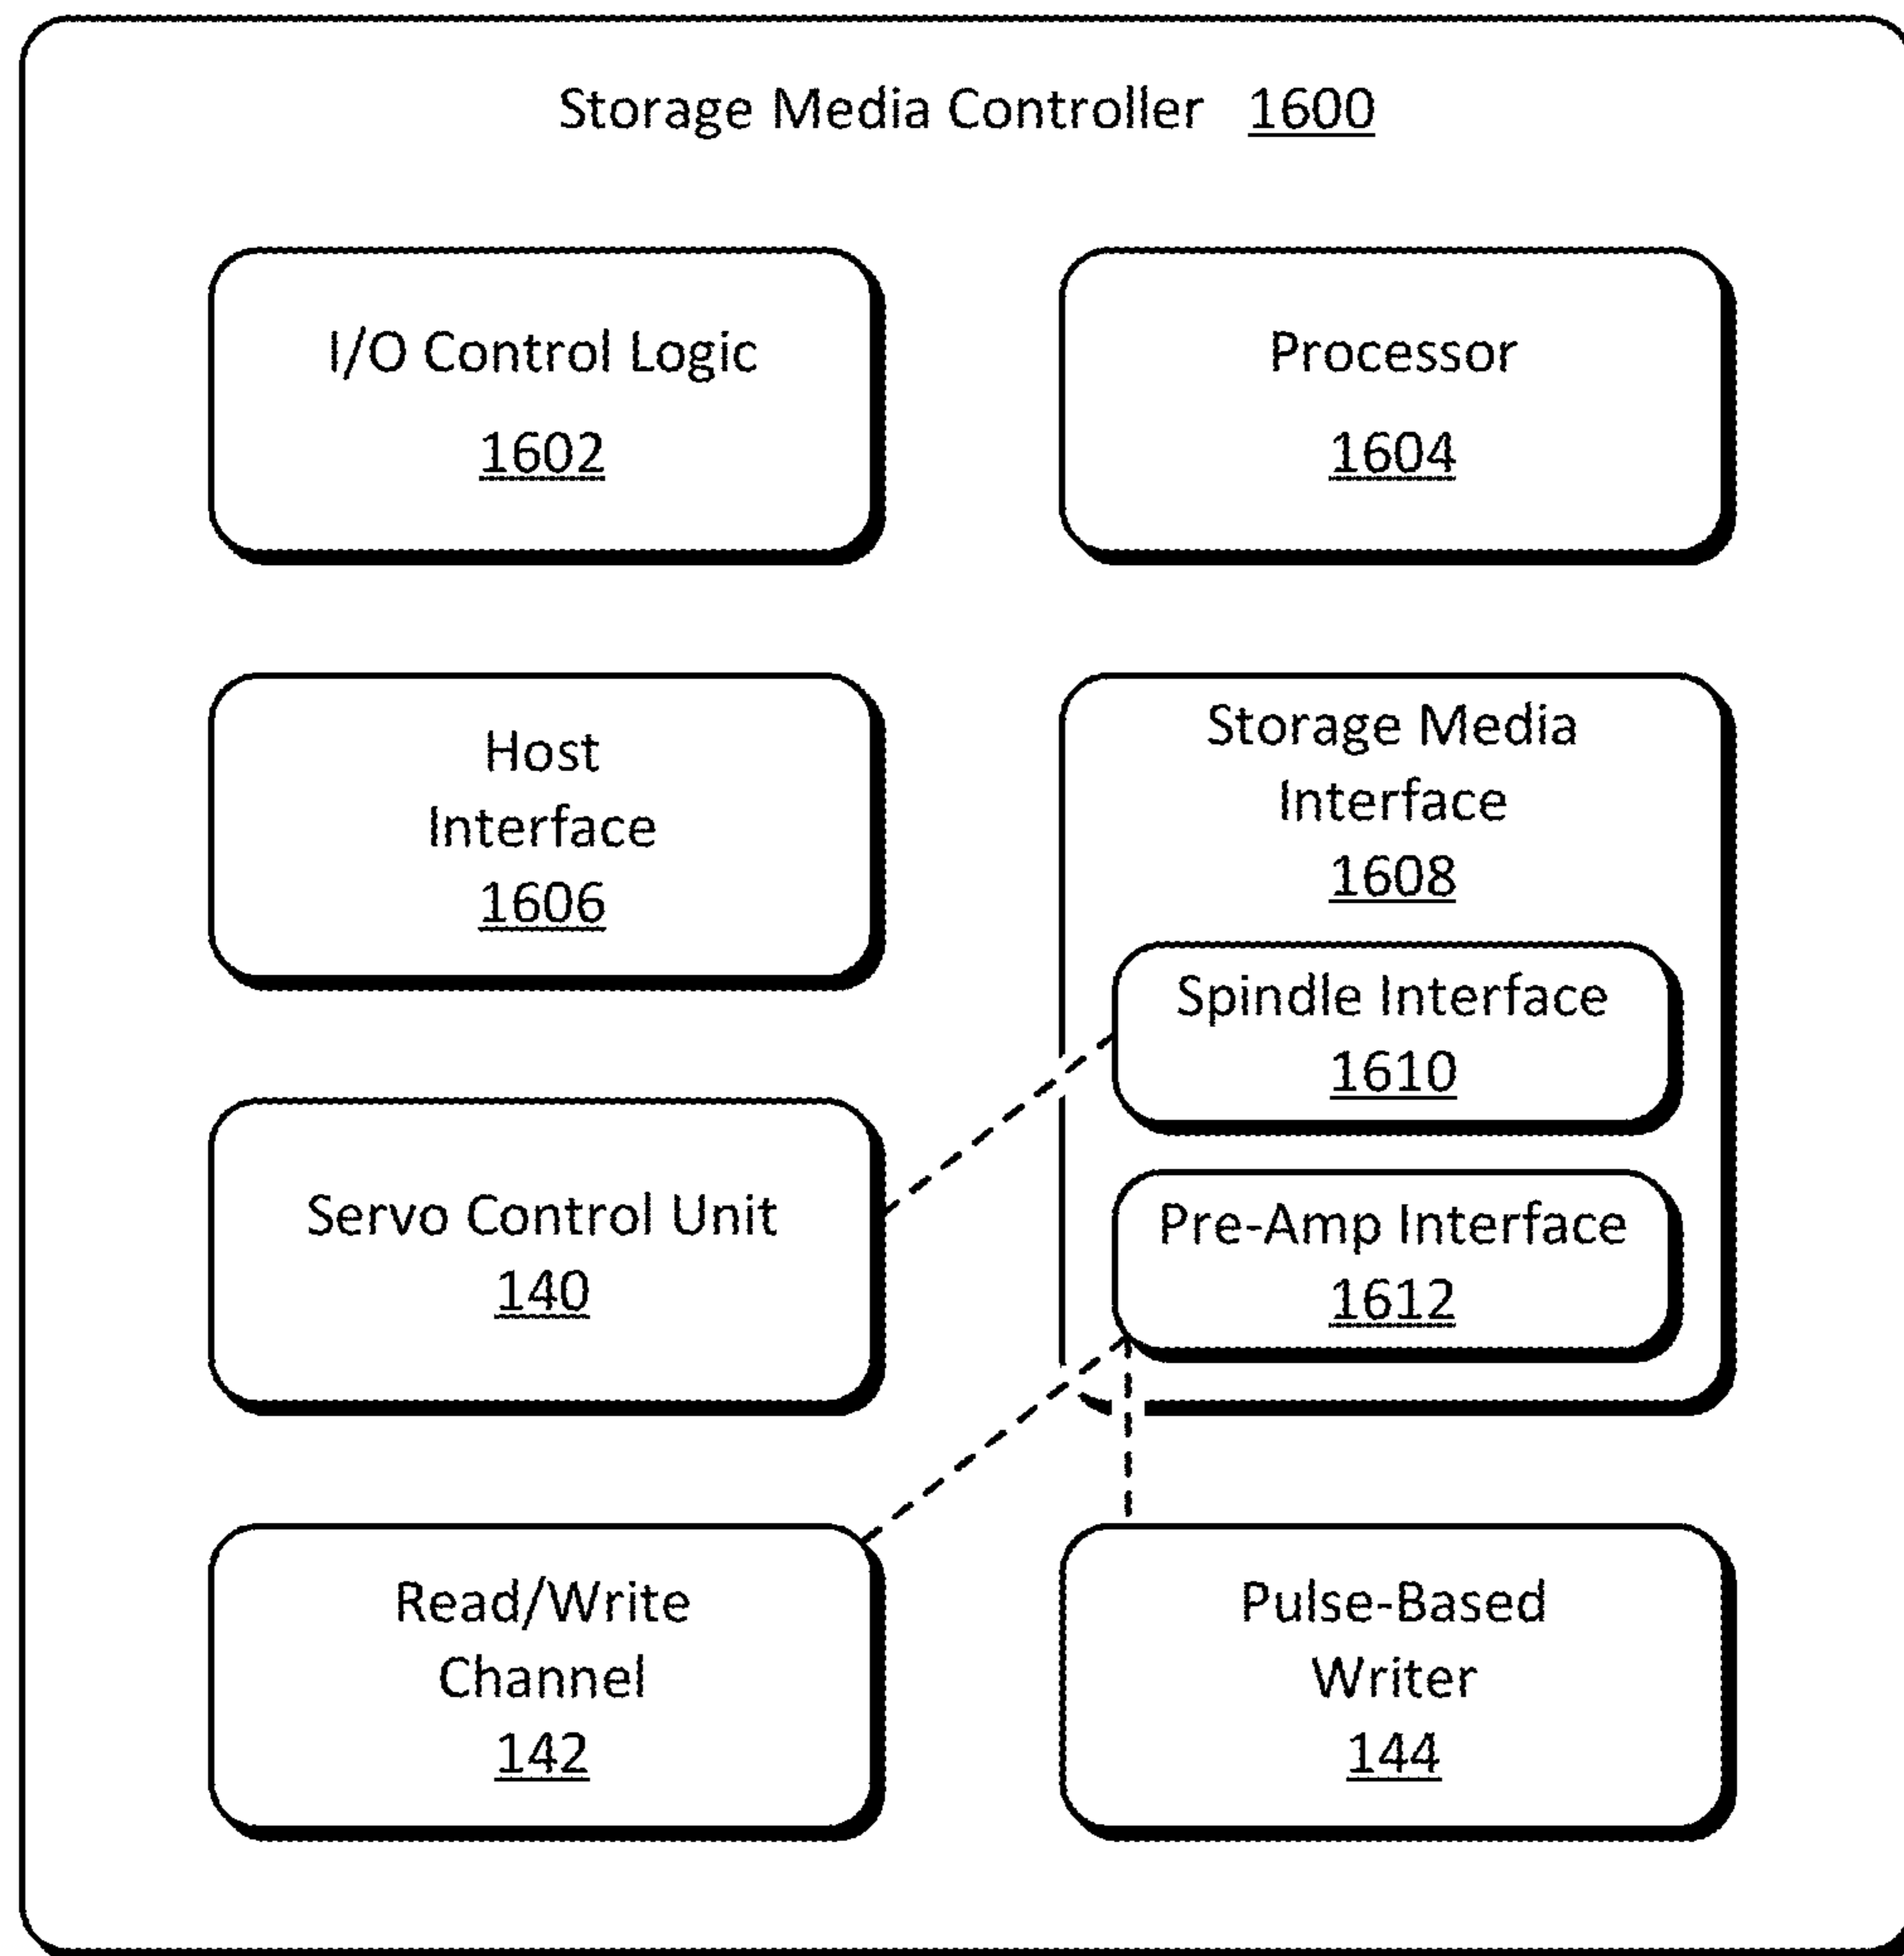 Storage Media Controller 1600
I/O Control Logic
1602
Processor
1604
Host
Interface
1606
Storage Media
Interface
1608
Spindle Interface
1610
Pre-Amp Interface
1612
Servo Control Unit
140
Read/Write
Channel
142
Pulse-Based
Writer
144